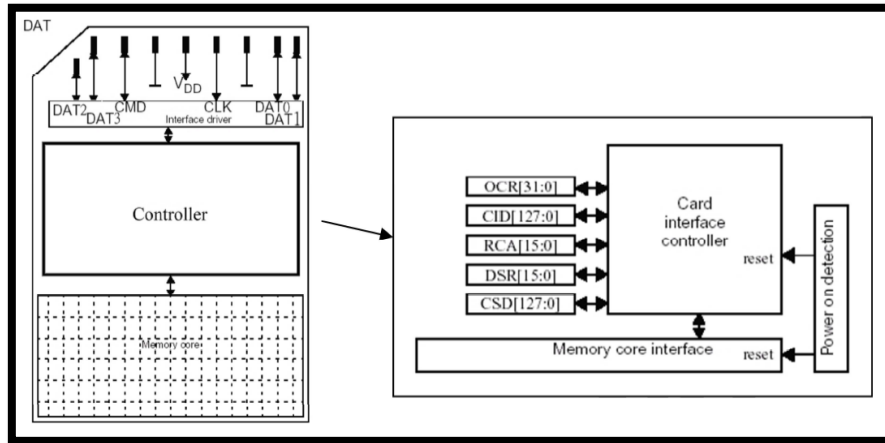 DAT
V_DD
DAT2 CMD CLK DAT0
DAT3 Interface driver DAT1
Controller
Memory core
OCR[31:0]
CID[127:0]
RCA[15:0]
DSR[15:0]
CSD[127:0]
Card
interface
controller
reset
Memory core interface reset
Power on detection